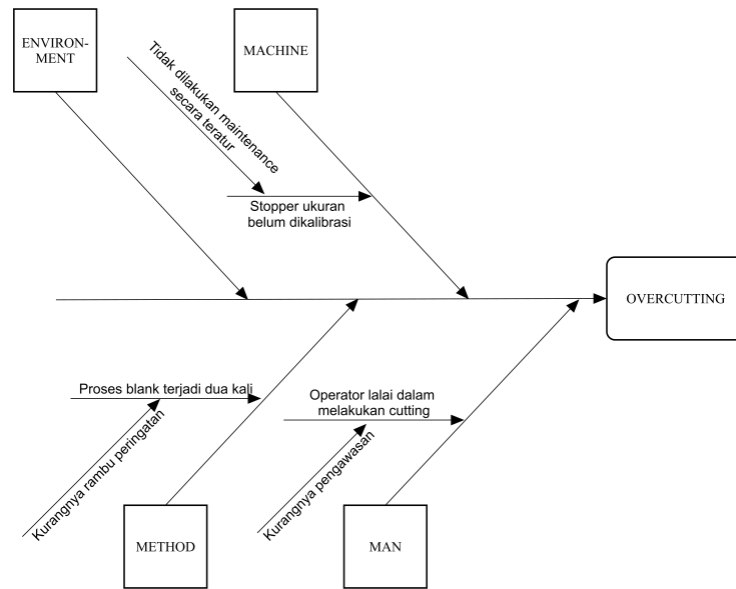 ENVIRON-
MENT
MACHINE
Tidak dilakukan maintenance
secara teratur
Stopper ukuran
belum dikalibrasi
OVERCUTTING
Proses blank terjadi dua kali
Kurangnya rambu peringatan
Operator lalai dalam
melakukan cutting
Kurangnya pengawasan
METHOD
MAN